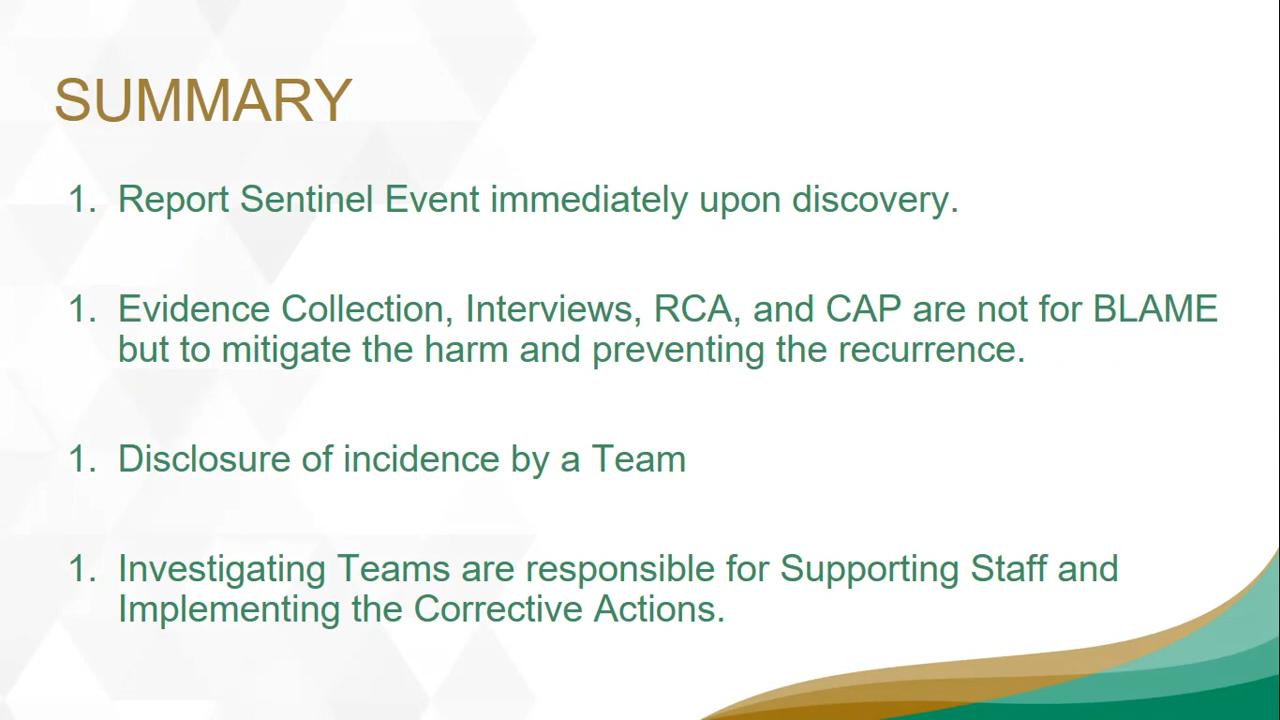 SUMMARY
1. Report Sentinel Event immediately upon discovery.
1. Evidence Collection, Interviews, RCA, and CAP are not for BLAME
but to mitigate the harm and preventing the recurrence.
1. Disclosure of incidence by a Team
1. Investigating Teams are responsible for Supporting Staff and
Implementing the Corrective Actions.